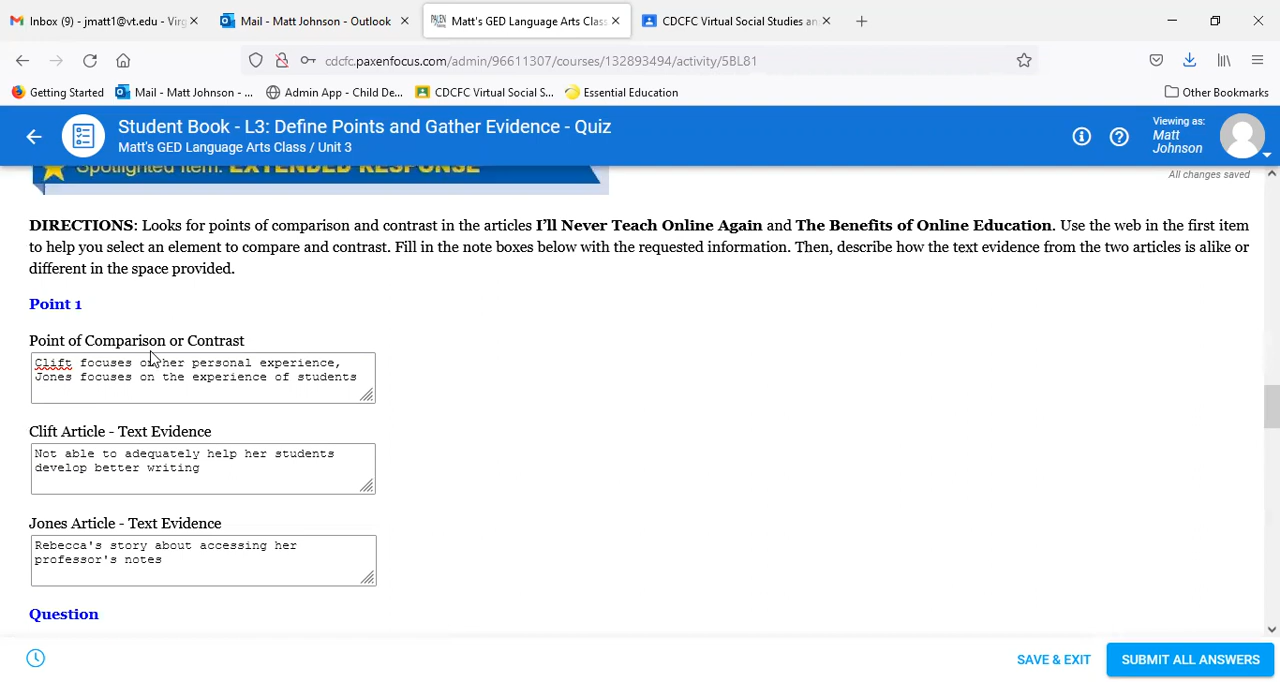 Inbox (9) - jmatt1@vt.edu - Virg
Mail - Matt Johnson - Outlook
PAXEN
Matt's GED Language Arts Class
CDCFC Virtual Social Studies an
cdcfc.paxenfocus.com/admin/96611307/courses/132893494/activity/5BL81
Getting Started
Mail - Matt Johnson - ...
Admin App - Child De...
CDCFC Virtual Social S...
Essential Education
Other Bookmarks
Student Book - L3: Define Points and Gather Evidence - Quiz
Matt's GED Language Arts Class / Unit 3
Viewing as:
Matt
Johnson
Spotlighted Item: EXTENDED RESPONSE
All changes saved
DIRECTIONS: Looks for points of comparison and contrast in the articles I'll Never Teach Online Again and The Benefits of Online Education. Use the web in the first item
to help you select an element to compare and contrast. Fill in the note boxes below with the requested information. Then, describe how the text evidence from the two articles is alike or
different in the space provided.
Point 1
Point of Comparison or Contrast
Clift focuses on her personal experience,
Jones focuses on the experience of students
Clift Article - Text Evidence
Not able to adequately help her students
develop better writing
Jones Article - Text Evidence
Rebecca's story about accessing her
professor's notes
Question
SAVE & EXIT
SUBMIT ALL ANSWERS